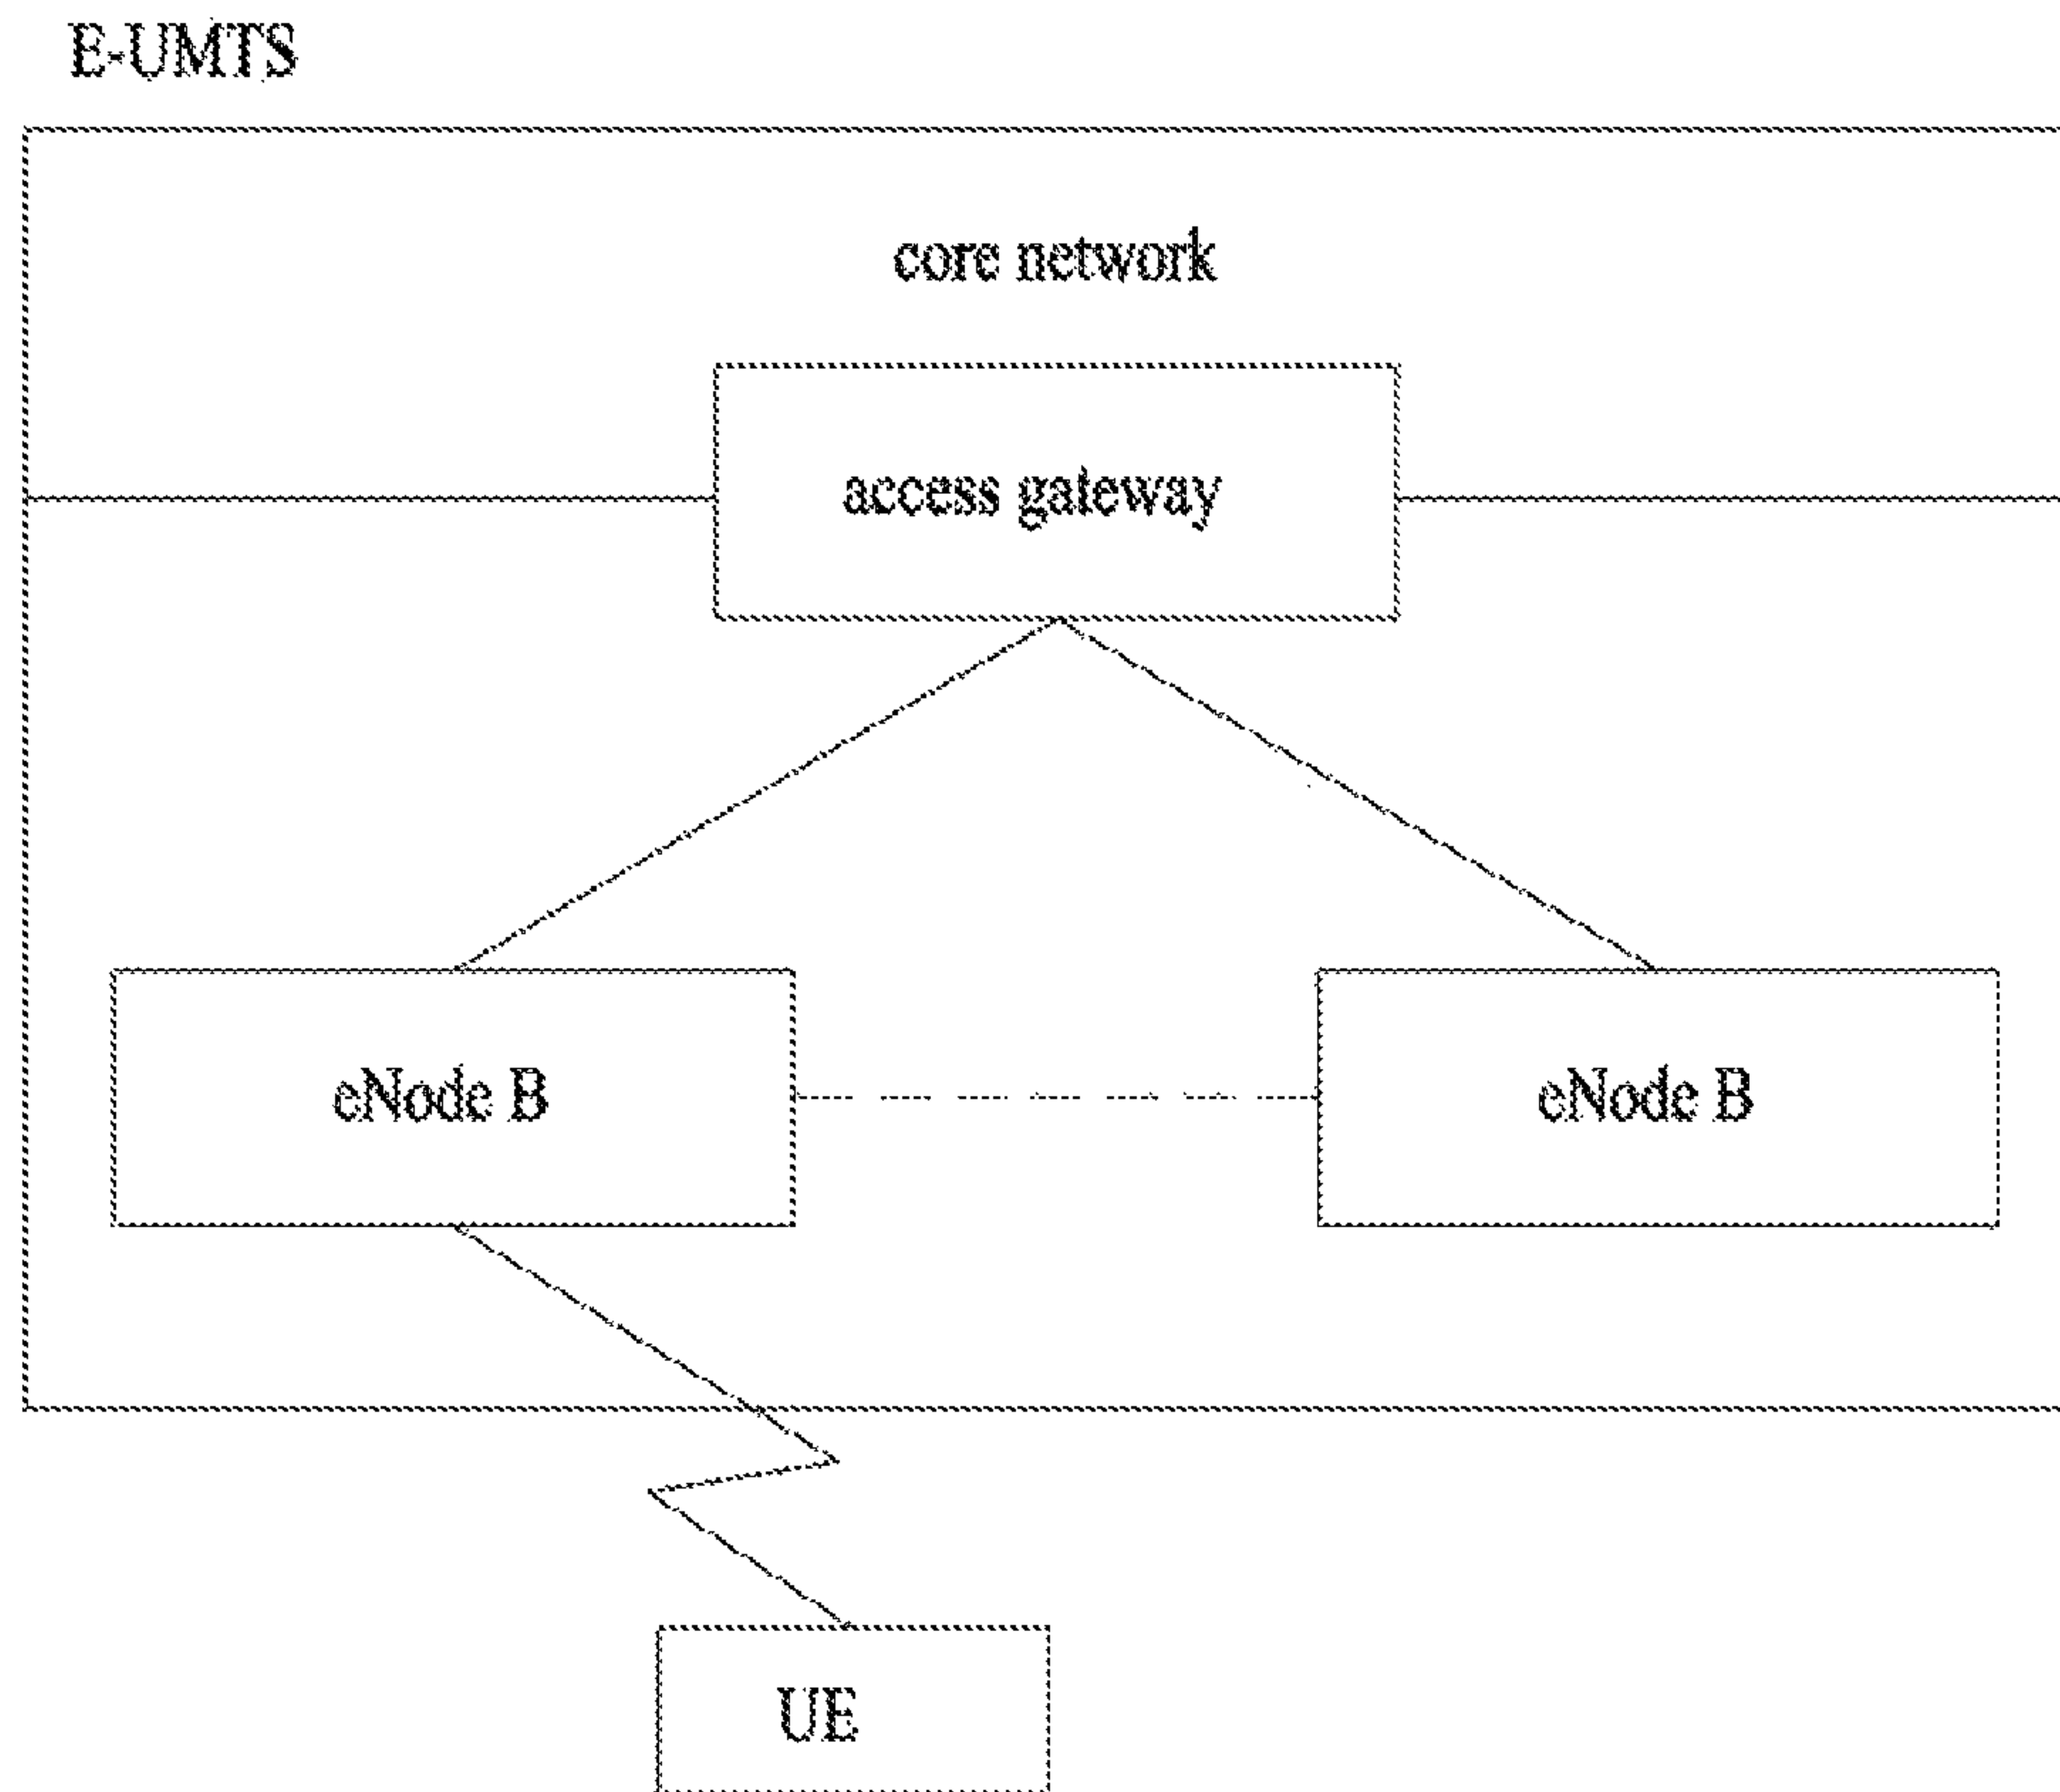 E-UMTS
core network
access gateway
eNode B
eNode B
UE